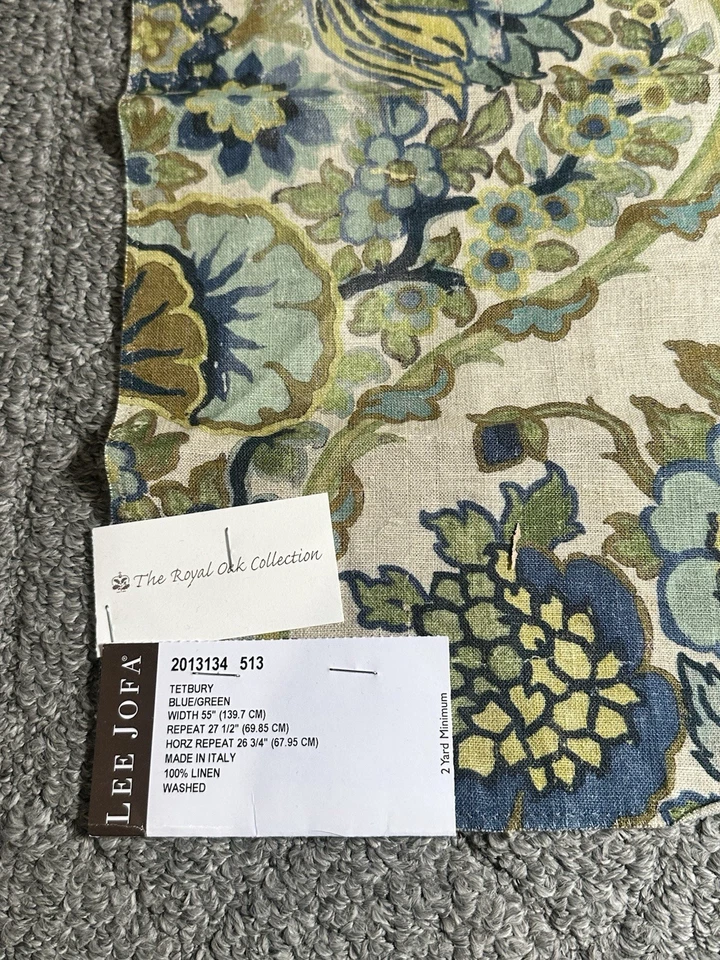 The Royal Oak Collection
LEE JOFA®
2013134 513
TETBURY
BLUE/GREEN
WIDTH 55" (139.7 CM)
REPEAT 27 1/2" (69.85 CM)
HORZ REPEAT 26 3/4" (67.95 CM)
MADE IN ITALY
100% LINEN
WASHED
2 Yard Minimum